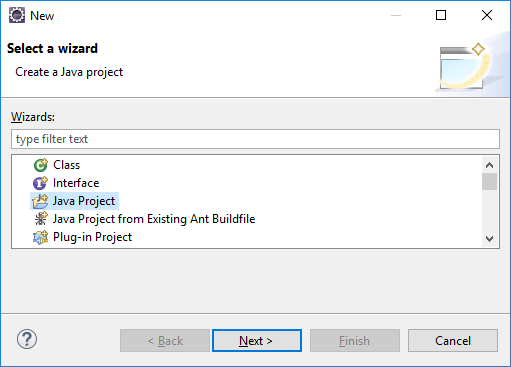 New
Select a wizard
Create a Java project
Wizards:
type filter text
Class
Interface
Java Project
Java Project from Existing Ant Buildfile
Plug-in Project
< Back
Next >
Finish
Cancel